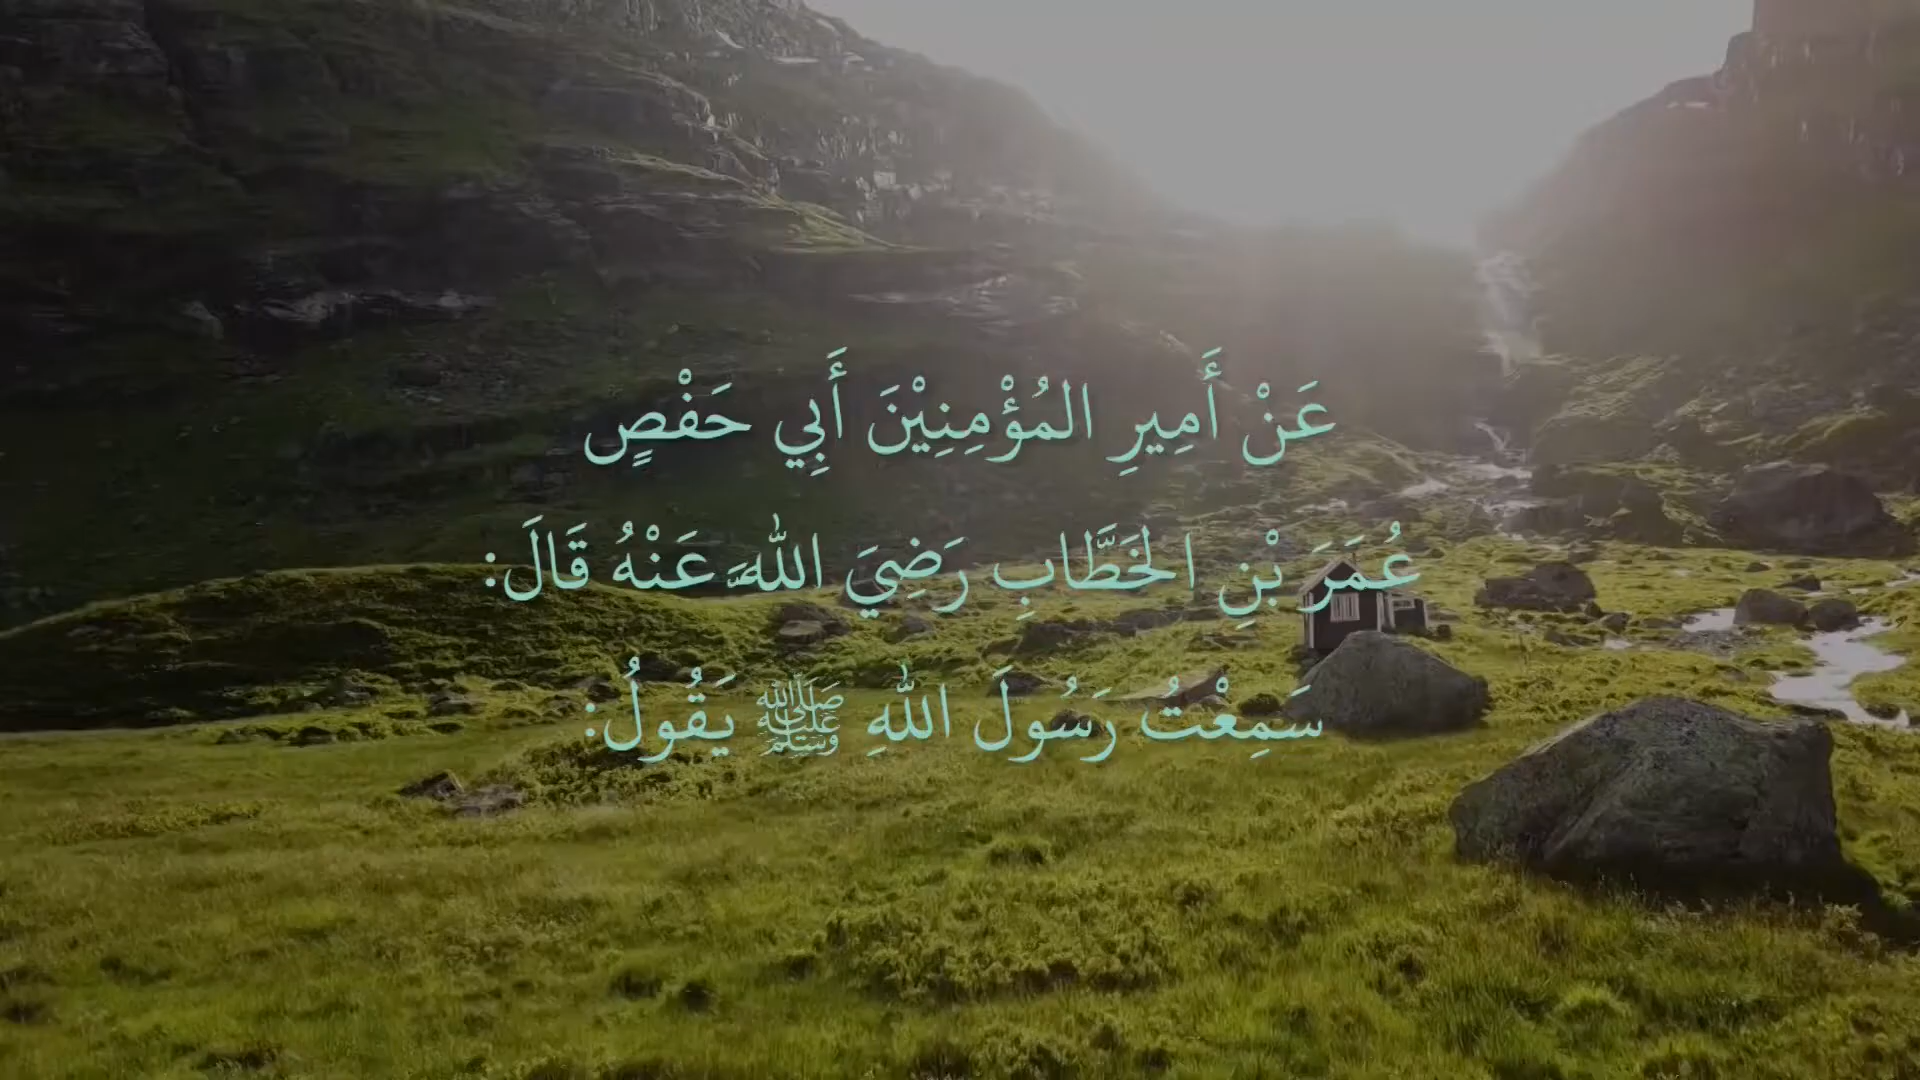 عَنْ أَمِيرِ المُؤْمِنِيْنَ أَبِي حَفْصٍ
عُمَرَ بْنِ الخَطَّابِ رَضِيَ اللهَُ عَنْهُ قَالَ:
سَمِعْتُ رَسُولَ اللهِ ﷺ يَقُولُ: